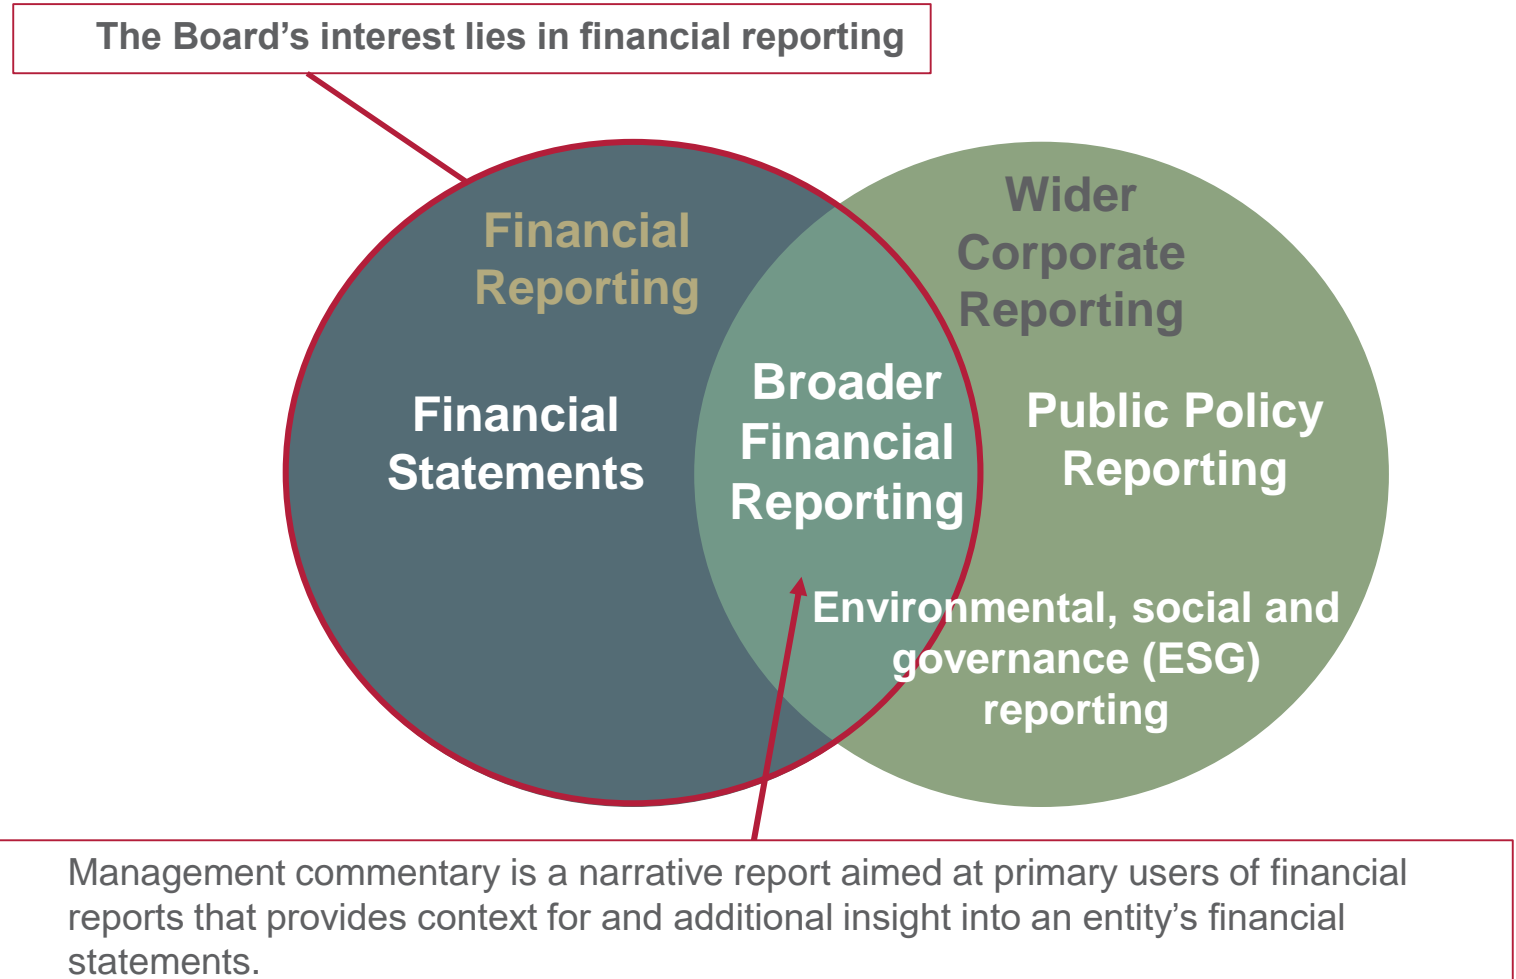 The Board’s interest lies in financial reporting
Financial
Reporting
Financial
Statements
Broader
Financial
Reporting
Wider
Corporate
Reporting
Public Policy
Reporting
Environmental, social and
governance (ESG)
reporting
Management commentary is a narrative report aimed at primary users of financial
reports that provides context for and additional insight into an entity’s financial
statements.